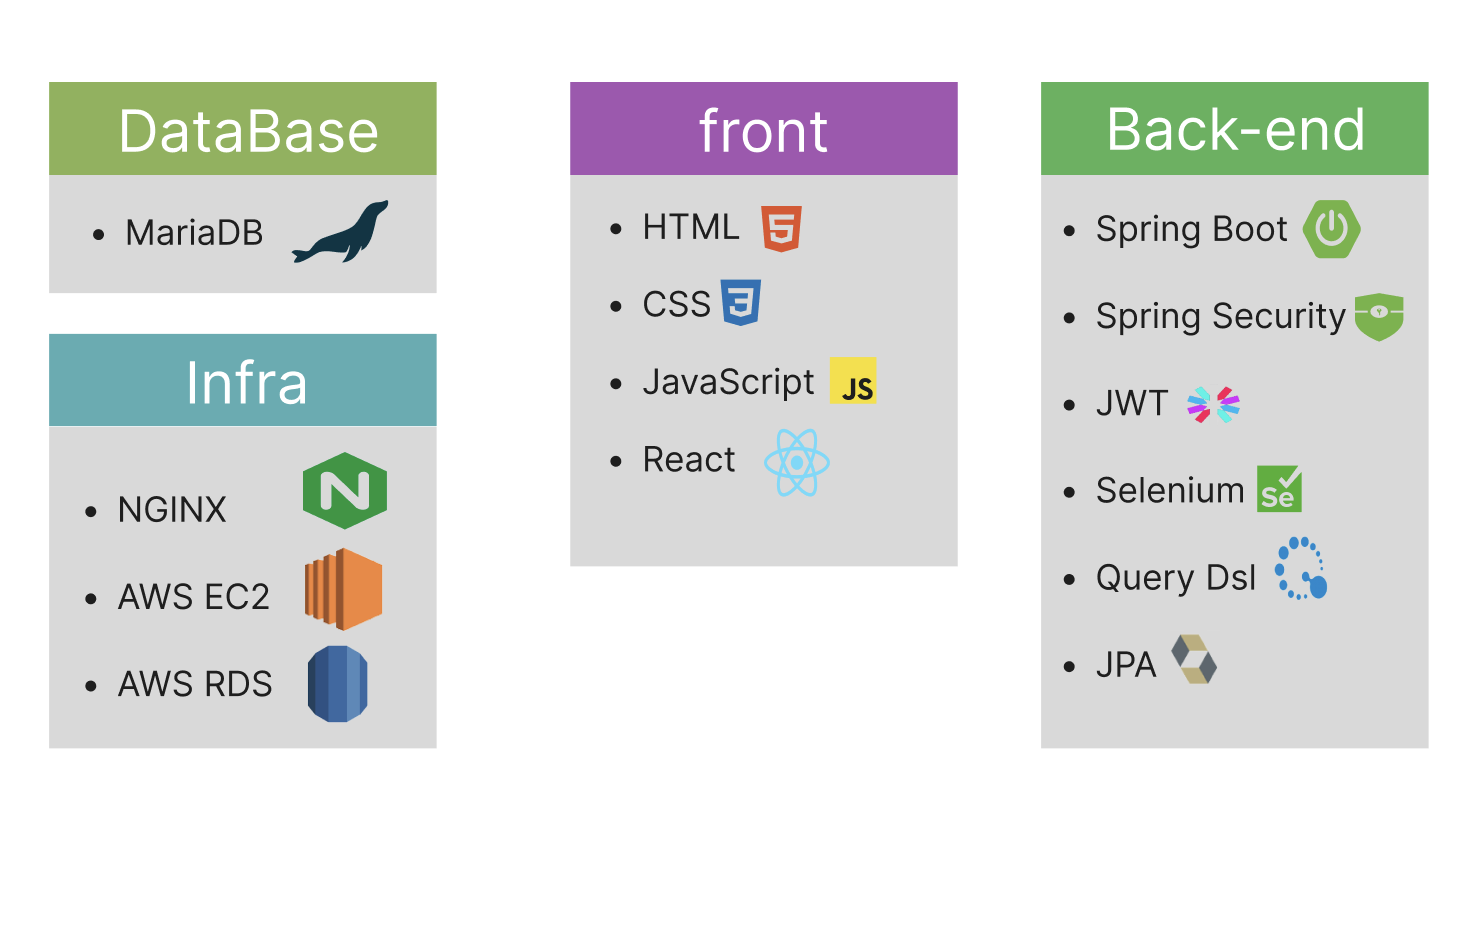 DataBase
• MariaDB
Infra
• NGINX
• AWS EC2
• AWS RDS
front
• HTML
5
• CSS
3
• JavaScript
JS
• React
Back-end
• Spring Boot
• Spring Security
• JWT
• Selenium
Se
• Query Dsl
• JPA